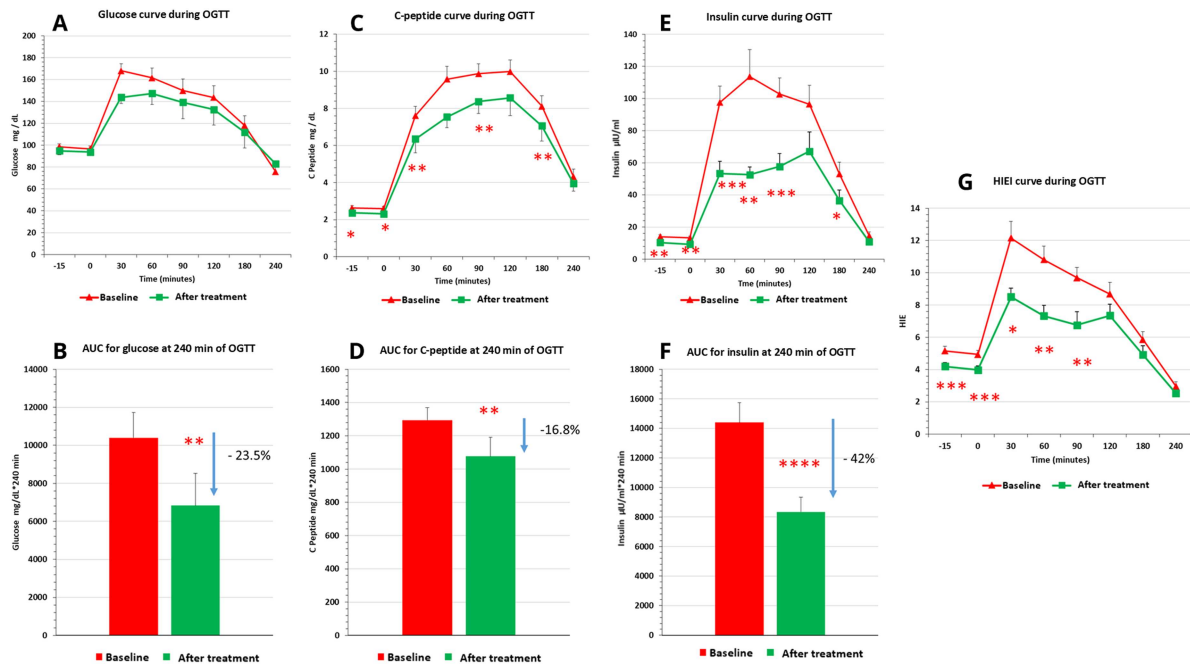 A
Glucose curve during OGTT
Glucose mg / dL
200
180
160
140
120
100
80
60
40
20
0
-15 0 30 60 90 120 180 240
Time (minutes)
Baseline After treatment
C
C-peptide curve during OGTT
C Peptide mg / dL
12
10
8
6
4
2
0
* * ** ** **
-15 0 30 60 90 120 180 240
Time (minutes)
Baseline After treatment
E
Insulin curve during OGTT
Insulin µIU/ml
140
120
100
80
60
40
20
0
** ** *** ** *** *
-15 0 30 60 90 120 180 240
Time (minutes)
Baseline After treatment
G
HIEI curve during OGTT
HIE
14
12
10
8
6
4
2
0
*** *** * ** **
-15 0 30 60 90 120 180 240
Time (minutes)
Baseline After treatment
B
AUC for glucose at 240 min of OGTT
Glucose mg/dL*240 min
14000
12000
10000
8000
6000
4000
2000
0
**
- 23.5%
Baseline After treatment
D
AUC for C-peptide at 240 min of OGTT
C Peptide mg/dL*240 min
1600
1400
1200
1000
800
600
400
200
0
**
-16.8%
Baseline After treatment
F
AUC for insulin at 240 min of OGTT
Insulin µIU/ml*240 min
18000
16000
14000
12000
10000
8000
6000
4000
2000
0
****
- 42%
Baseline After treatment